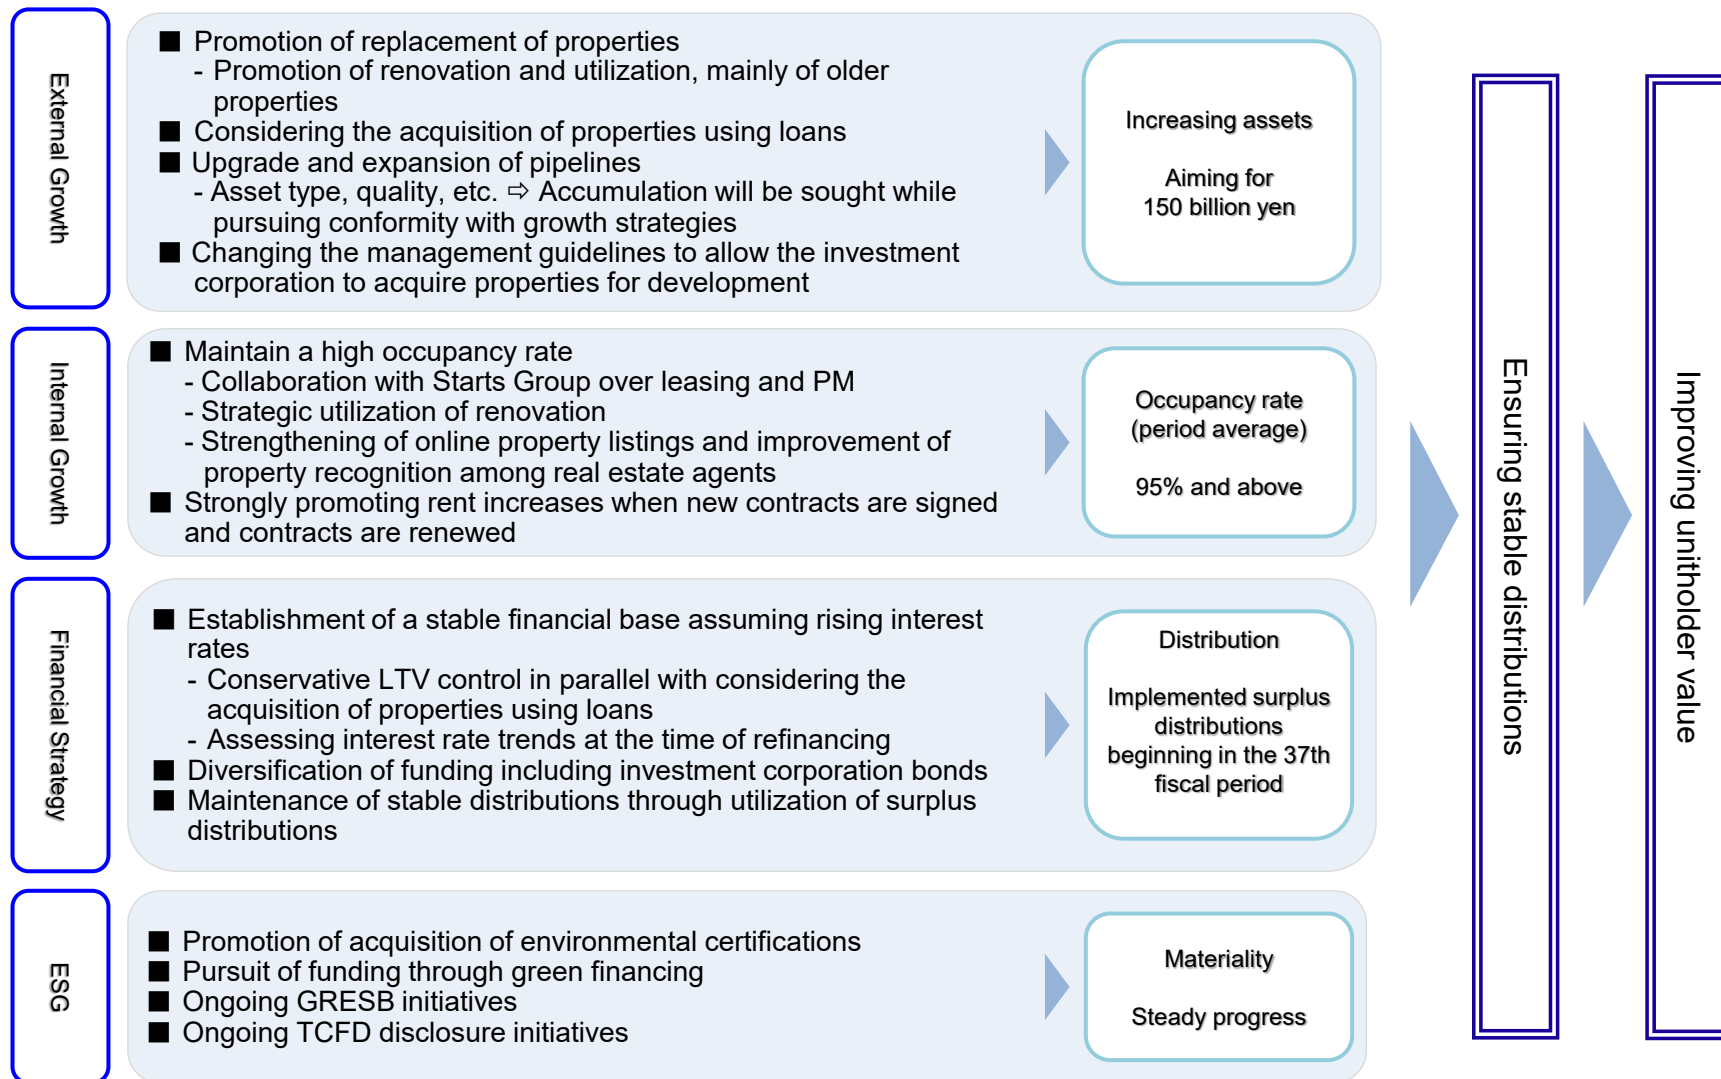 External Growth
■ Promotion of replacement of properties
- Promotion of renovation and utilization, mainly of older
properties
■ Considering the acquisition of properties using loans
■ Upgrade and expansion of pipelines
- Asset type, quality, etc. ⇨ Accumulation will be sought while
pursuing conformity with growth strategies
■ Changing the management guidelines to allow the investment
corporation to acquire properties for development
Increasing assets
Aiming for
150 billion yen
Internal Growth
■ Maintain a high occupancy rate
- Collaboration with Starts Group over leasing and PM
- Strategic utilization of renovation
- Strengthening of online property listings and improvement of
property recognition among real estate agents
■ Strongly promoting rent increases when new contracts are signed
and contracts are renewed
Occupancy rate
(period average)
95% and above
Financial Strategy
■ Establishment of a stable financial base assuming rising interest
rates
- Conservative LTV control in parallel with considering the
acquisition of properties using loans
- Assessing interest rate trends at the time of refinancing
■ Diversification of funding including investment corporation bonds
■ Maintenance of stable distributions through utilization of surplus
distributions
Distribution
Implemented surplus
distributions
beginning in the 37th
fiscal period
ESG
■ Promotion of acquisition of environmental certifications
■ Pursuit of funding through green financing
■ Ongoing GRESB initiatives
■ Ongoing TCFD disclosure initiatives
Materiality
Steady progress
Ensuring stable distributions
Improving unitholder value